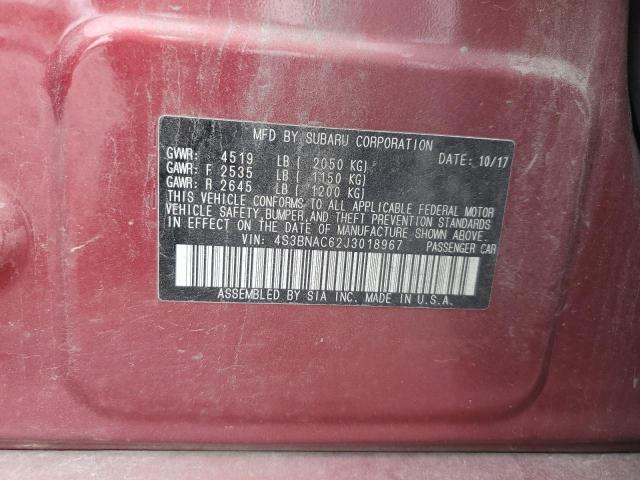 MFD BY SUBARU CORPORATION
GVWR: 4519 LB ( 2050 KG) DATE: 10/17
GAWR: F 2535 LB ( 1150 KG)
GAWR: R 2645 LB ( 1200 KG)
THIS VEHICLE CONFORMS TO ALL APPLICABLE FEDERAL MOTOR
VEHICLE SAFETY, BUMPER, AND THEFT PREVENTION STANDARDS
IN EFFECT ON THE DATE OF MANUFACTURE SHOWN ABOVE.
VIN: 4S3BNAC62J3018967 PASSENGER CAR
ASSEMBLED BY SIA INC. MADE IN U.S.A.